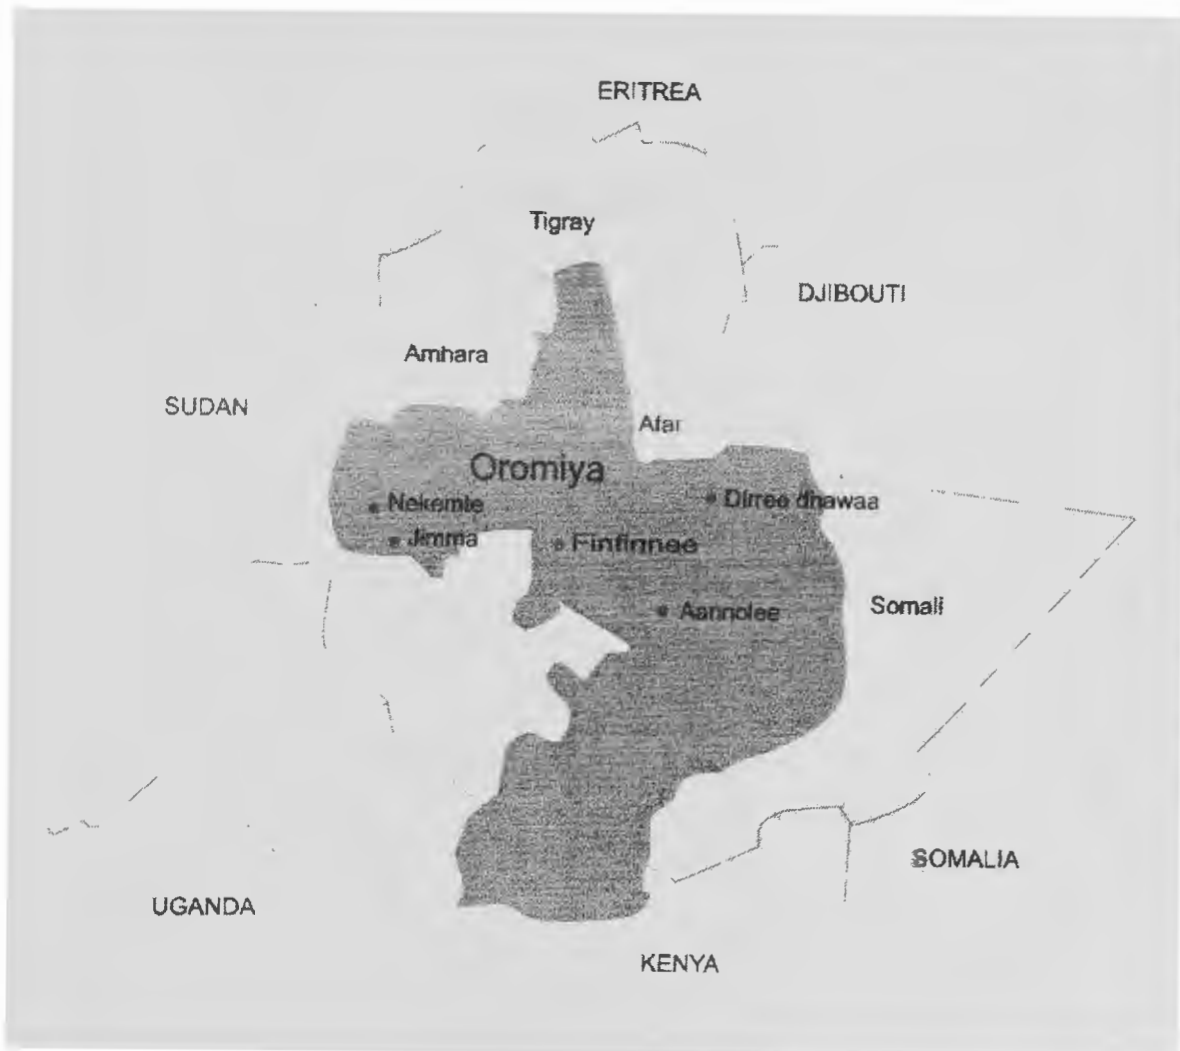 ERITREA
Tigray
DJIBOUTI
Amhara
SUDAN
Afar
Oromiya
Nekemte
Dirree dhawaa
Jimma
Finfinnee
Somali
Aannolee
SOMALIA
UGANDA
KENYA